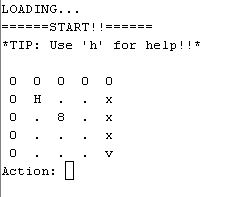 LOADING...
======START!!======
*TIP: Use 'h' for help!!*
O O O O O
O H . . x
O . 8 . x
O . . . x
O . . . v
Action: